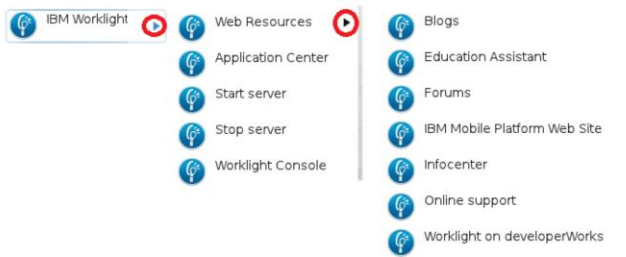 IBM Worklight
Web Resources
Application Center
Start server
Stop server
Worklight Console
Blogs
Education Assistant
Forums
IBM Mobile Platform Web Site
Infocenter
Online support
Worklight on developerWorks